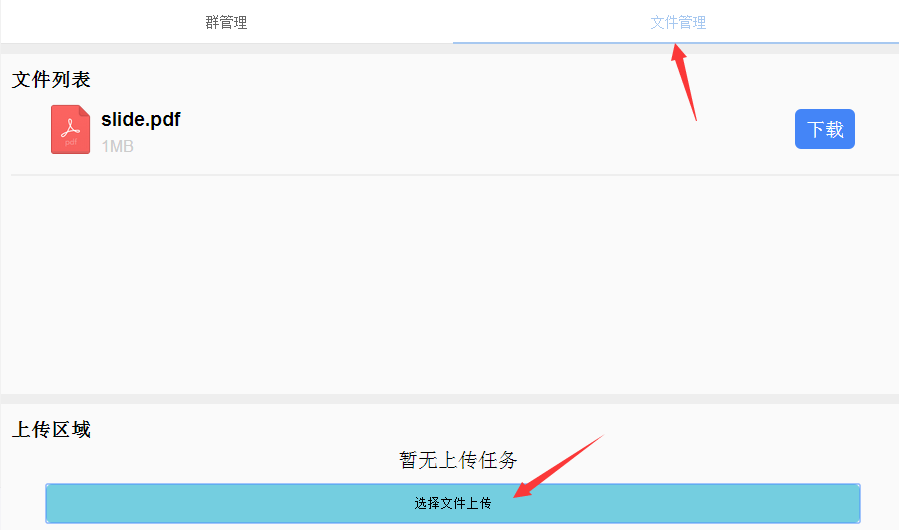 群管理
文件管理
文件列表
slide.pdf
pdf
1MB
下载
上传区域
暂无上传任务
选择文件上传